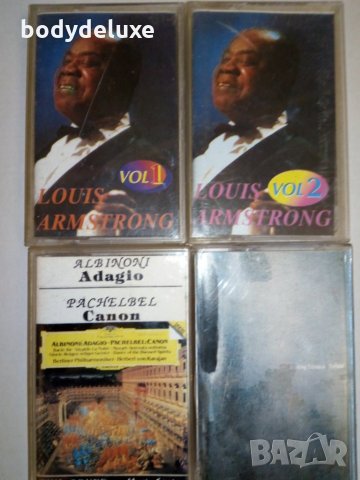 bodydeluxe
VOL 1
LOUIS
ARMSTRONG
VOL 2
LOUIS
ARMSTRONG
ALBINONI
Adagio
PACHELBEL
Canon
ALBINONI: ADAGIO · PACHELBEL: CANON
Berliner Philharmoniker · Herbert von Karajan
BAZAR